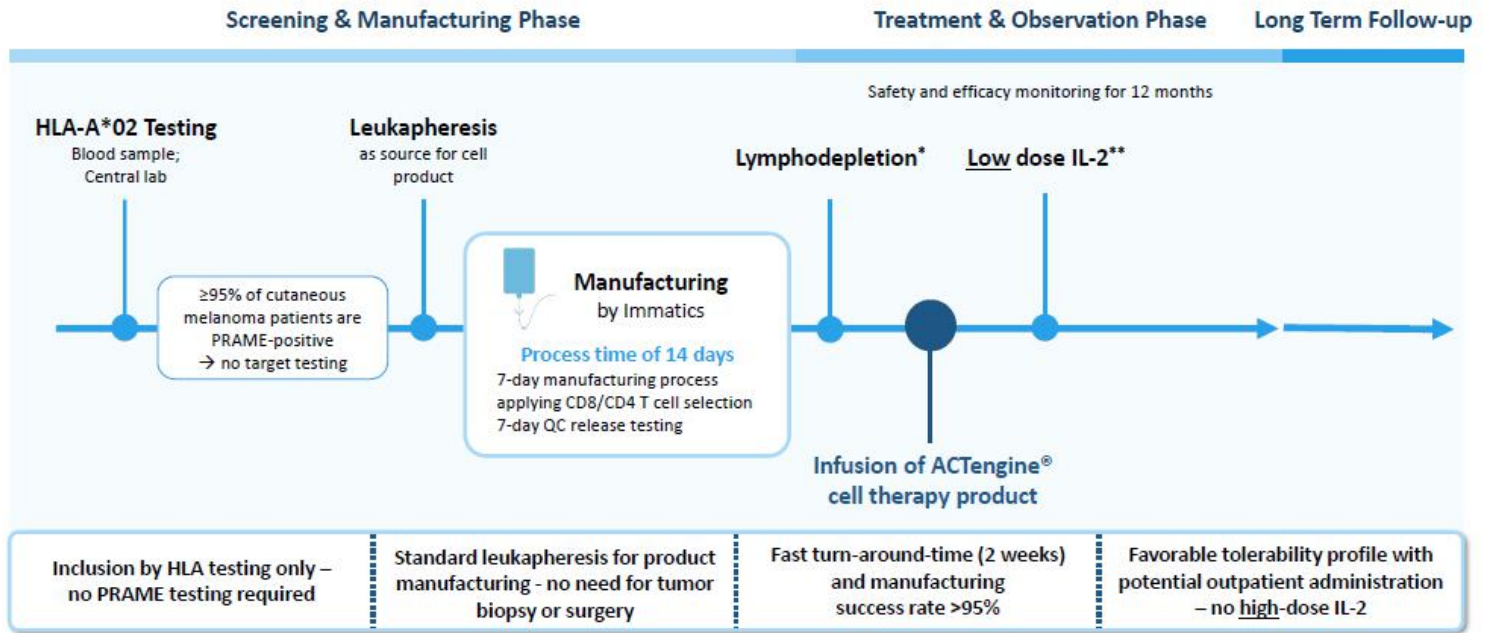 Screening & Manufacturing Phase
Treatment & Observation Phase
Long Term Follow-up
Safety and efficacy monitoring for 12 months
HLA-A*02 Testing
Blood sample;
Central lab
Leukapheresis
as source for cell
product
Lymphodepletion*
Low dose IL-2**
≥95% of cutaneous
melanoma patients are
PRAME-positive
→ no target testing
Manufacturing
by Immatics
Process time of 14 days
7-day manufacturing process
applying CD8/CD4 T cell selection
7-day QC release testing
Infusion of ACTengine®
cell therapy product
Inclusion by HLA testing only –
no PRAME testing required
Standard leukapheresis for product
manufacturing - no need for tumor
biopsy or surgery
Fast turn-around-time (2 weeks)
and manufacturing
success rate >95%
Favorable tolerability profile with
potential outpatient administration
– no high-dose IL-2